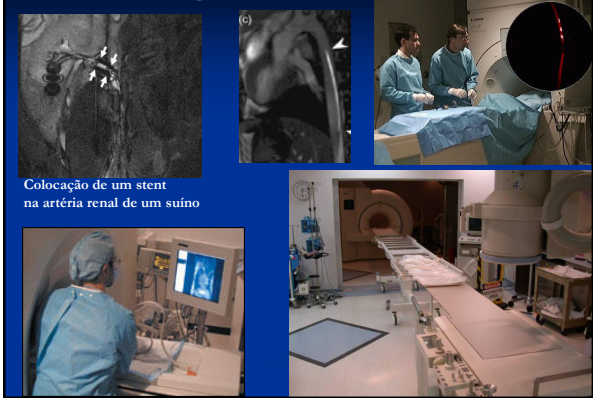 (c)
Colocação de um stent
na artéria renal de um suíno